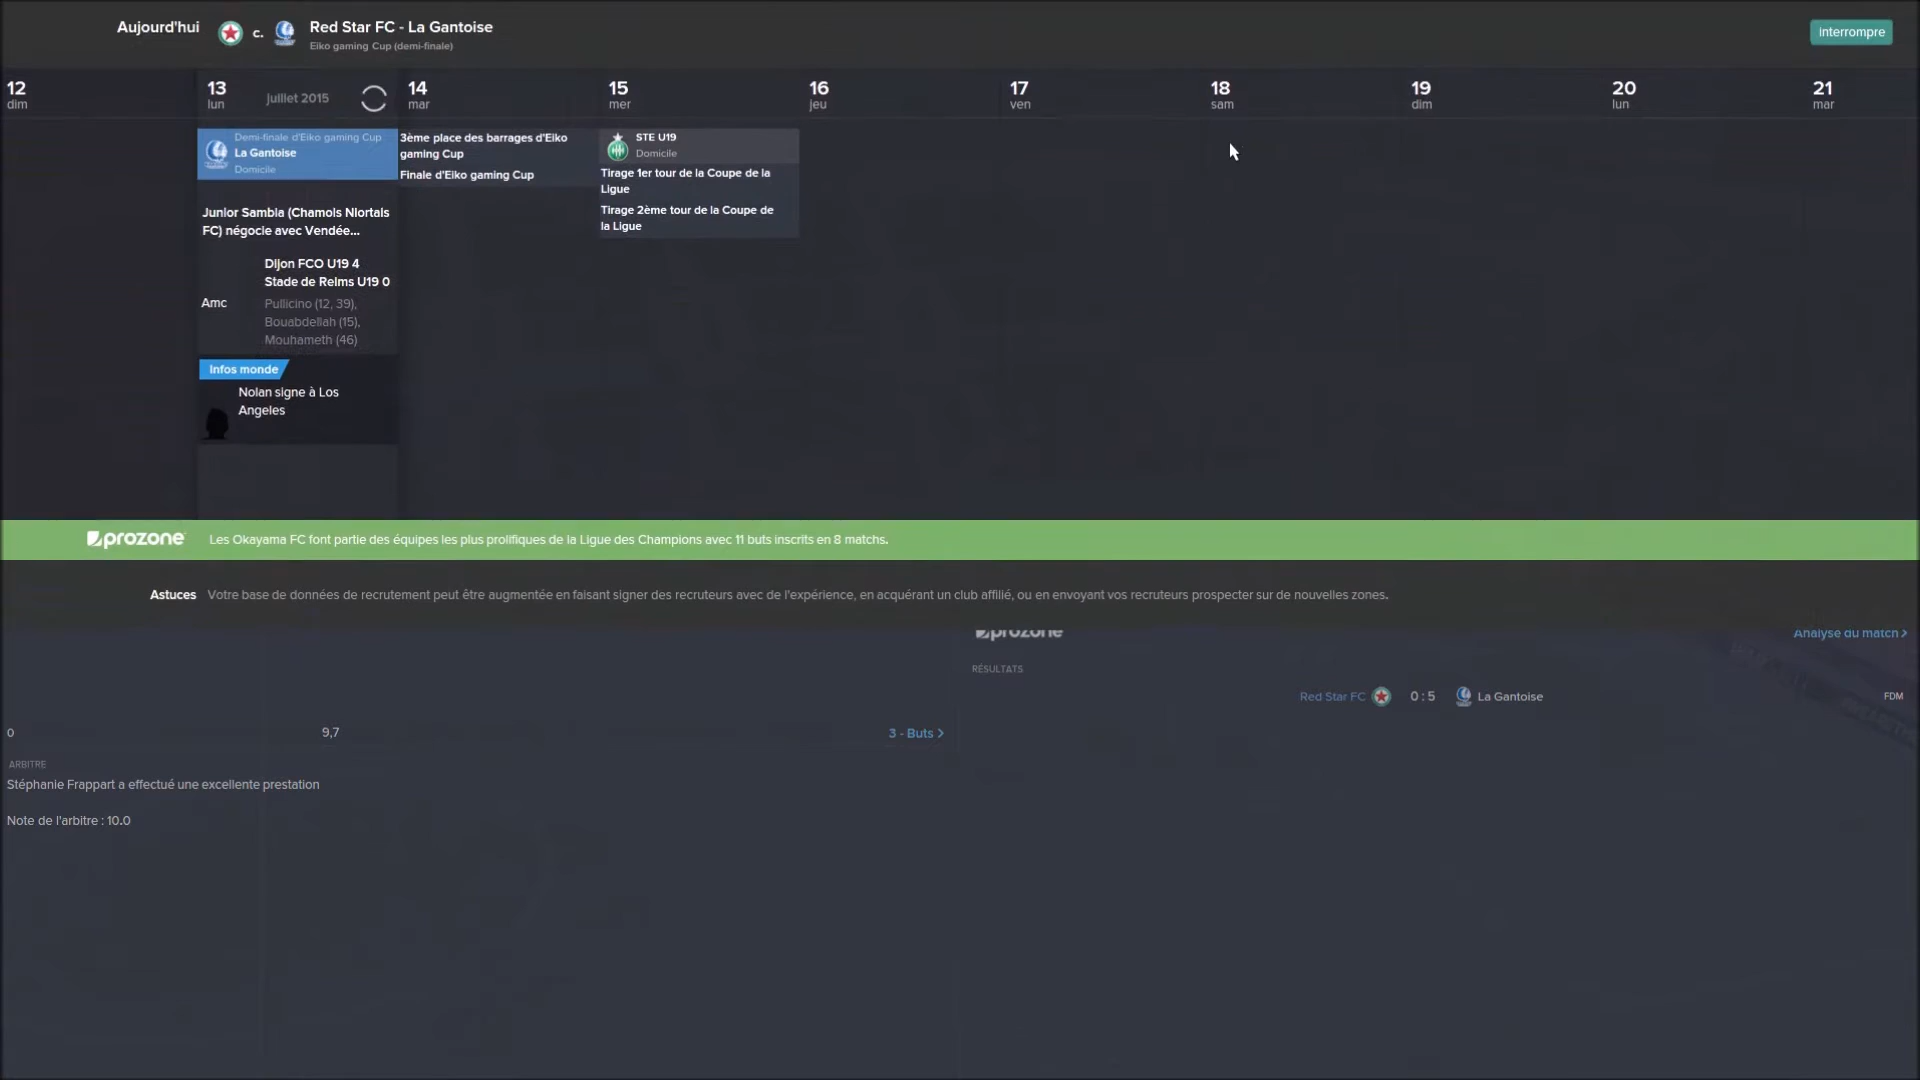 Aujourd'hui
c.
Red Star FC - La Gantoise
Eiko gaming Cup (demi-finale)
interrompre
12
dim
13
lun
juillet 2015
14
mar
15
mer
16
jeu
17
ven
18
sam
19
dim
20
lun
21
mar
Demi-finale d'Eiko gaming Cup
La Gantoise
Domicile
3ème place des barrages d'Eiko
gaming Cup
Finale d'Eiko gaming Cup
STE U19
Domicile
Tirage 1er tour de la Coupe de la
Ligue
Tirage 2ème tour de la Coupe de
la Ligue
Junior Sambia (Chamois Niortais
FC) négocie avec Vendée...
Dijon FCO U19 4
Stade de Reims U19 0
Amc
Pullicino (12, 39),
Bouabdellah (15),
Mouhameth (46)
Infos monde
Nolan signe à Los
Angeles
prozone
Les Okayama FC font partie des équipes les plus prolifiques de la Ligue des Champions avec 11 buts inscrits en 8 matchs.
Astuces
Votre base de données de recrutement peut être augmentée en faisant signer des recruteurs avec de l'expérience, en acquérant un club affilié, ou en envoyant vos recruteurs prospecter sur de nouvelles zones.
prozone
Analyse du match >
RÉSULTATS
Red Star FC
0 : 5
La Gantoise
FDM
0
9,7
3 - Buts >
ARBITRE
Stéphanie Frappart a effectué une excellente prestation
Note de l'arbitre : 10.0